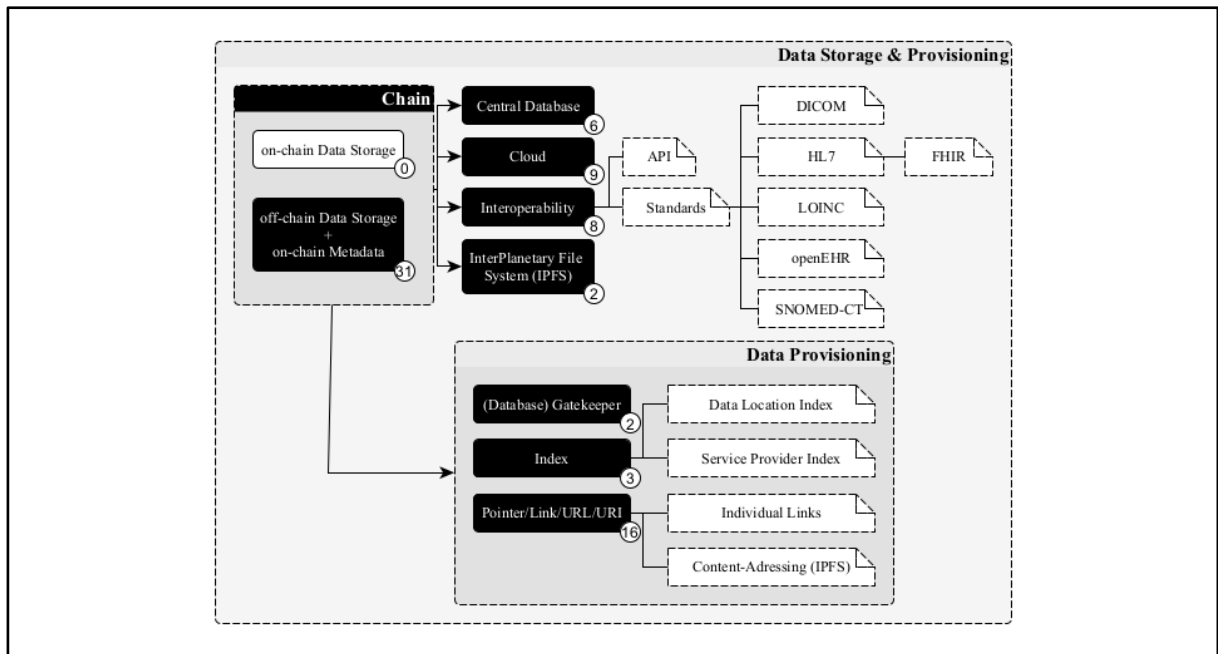 Data Storage & Provisioning
Chain
on-chain Data Storage
0
off-chain Data Storage
+
on-chain Metadata
31
Central Database
6
Cloud
9
Interoperability
8
InterPlanetary File
System (IPFS)
2
API
Standards
DICOM
HL7
FHIR
LOINC
openEHR
SNOMED-CT
Data Provisioning
(Database) Gatekeeper
2
Index
3
Pointer/Link/URL/URI
16
Data Location Index
Service Provider Index
Individual Links
Content-Adressing (IPFS)